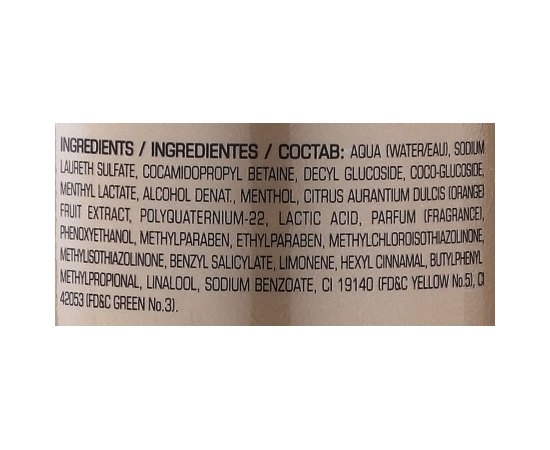 INGREDIENTS / INGREDIENTES / СОСТАВ: AQUA (WATER/EAU), SODIUM
LAURETH SULFATE, COCAMIDOPROPYL BETAINE, DECYL GLUCOSIDE, COCO-GLUCOSIDE,
MENTHYL LACTATE, ALCOHOL DENAT., MENTHOL, CITRUS AURANTIUM DULCIS (ORANGE)
FRUIT EXTRACT, POLYQUATERNIUM-22, LACTIC ACID, PARFUM (FRAGRANCE),
PHENOXYETHANOL, METHYLPARABEN, ETHYLPARABEN, METHYLCHLOROISOTHIAZOLINONE,
METHYLISOTHIAZOLINONE, BENZYL SALICYLATE, LIMONENE, HEXYL CINNAMAL, BUTYLPHENYL
METHYLPROPIONAL, LINALOOL, SODIUM BENZOATE, CI 19140 (FD&C YELLOW No.5), CI
42053 (FD&C GREEN No.3).